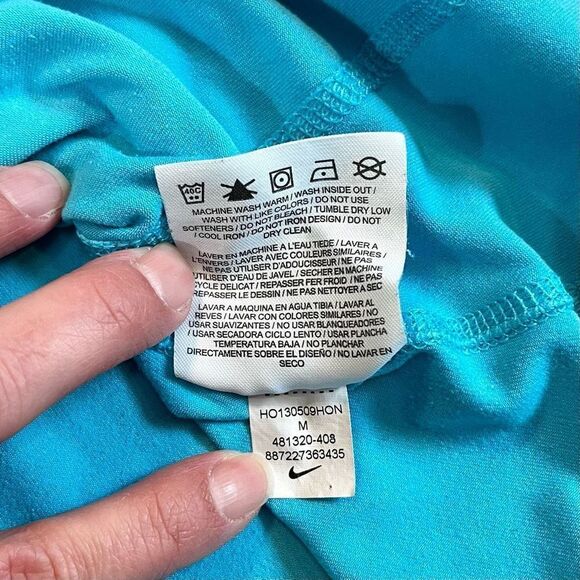 40C
MACHINE WASH WARM / WASH INSIDE OUT /
WASH WITH LIKE COLORS / DO NOT USE
SOFTENERS / DO NOT BLEACH / TUMBLE DRY LOW
/ COOL IRON / DO NOT IRON DESIGN / DO NOT
DRY CLEAN
LAVER EN MACHINE A L'EAU TIEDE / LAVER A
L'ENVERS / LAVER AVEC COULEURS SIMILAIRES /
NE PAS UTILISER D'ADOUCISSEUR / NE PAS
UTILISER D'EAU DE JAVEL / SECHER EN MACHINE
CYCLE DELICAT / REPASSER FER FROID / NE PAS
REPASSER LE DESSIN / NE PAS NETTOYER A SEC
LAVAR A MAQUINA EN AGUA TIBIA / LAVAR AL
REVES / LAVAR CON COLORES SIMILARES / NO
USAR SUAVIZANTES / NO USAR BLANQUEADORES
/ USAR SECADORA CICLO LENTO / USAR PLANCHA
TEMPERATURA BAJA / NO PLANCHAR
DIRECTAMENTE SOBRE EL DISEÑO / NO LAVAR EN
SECO
HO130509HON
M
481320-408
887227363435